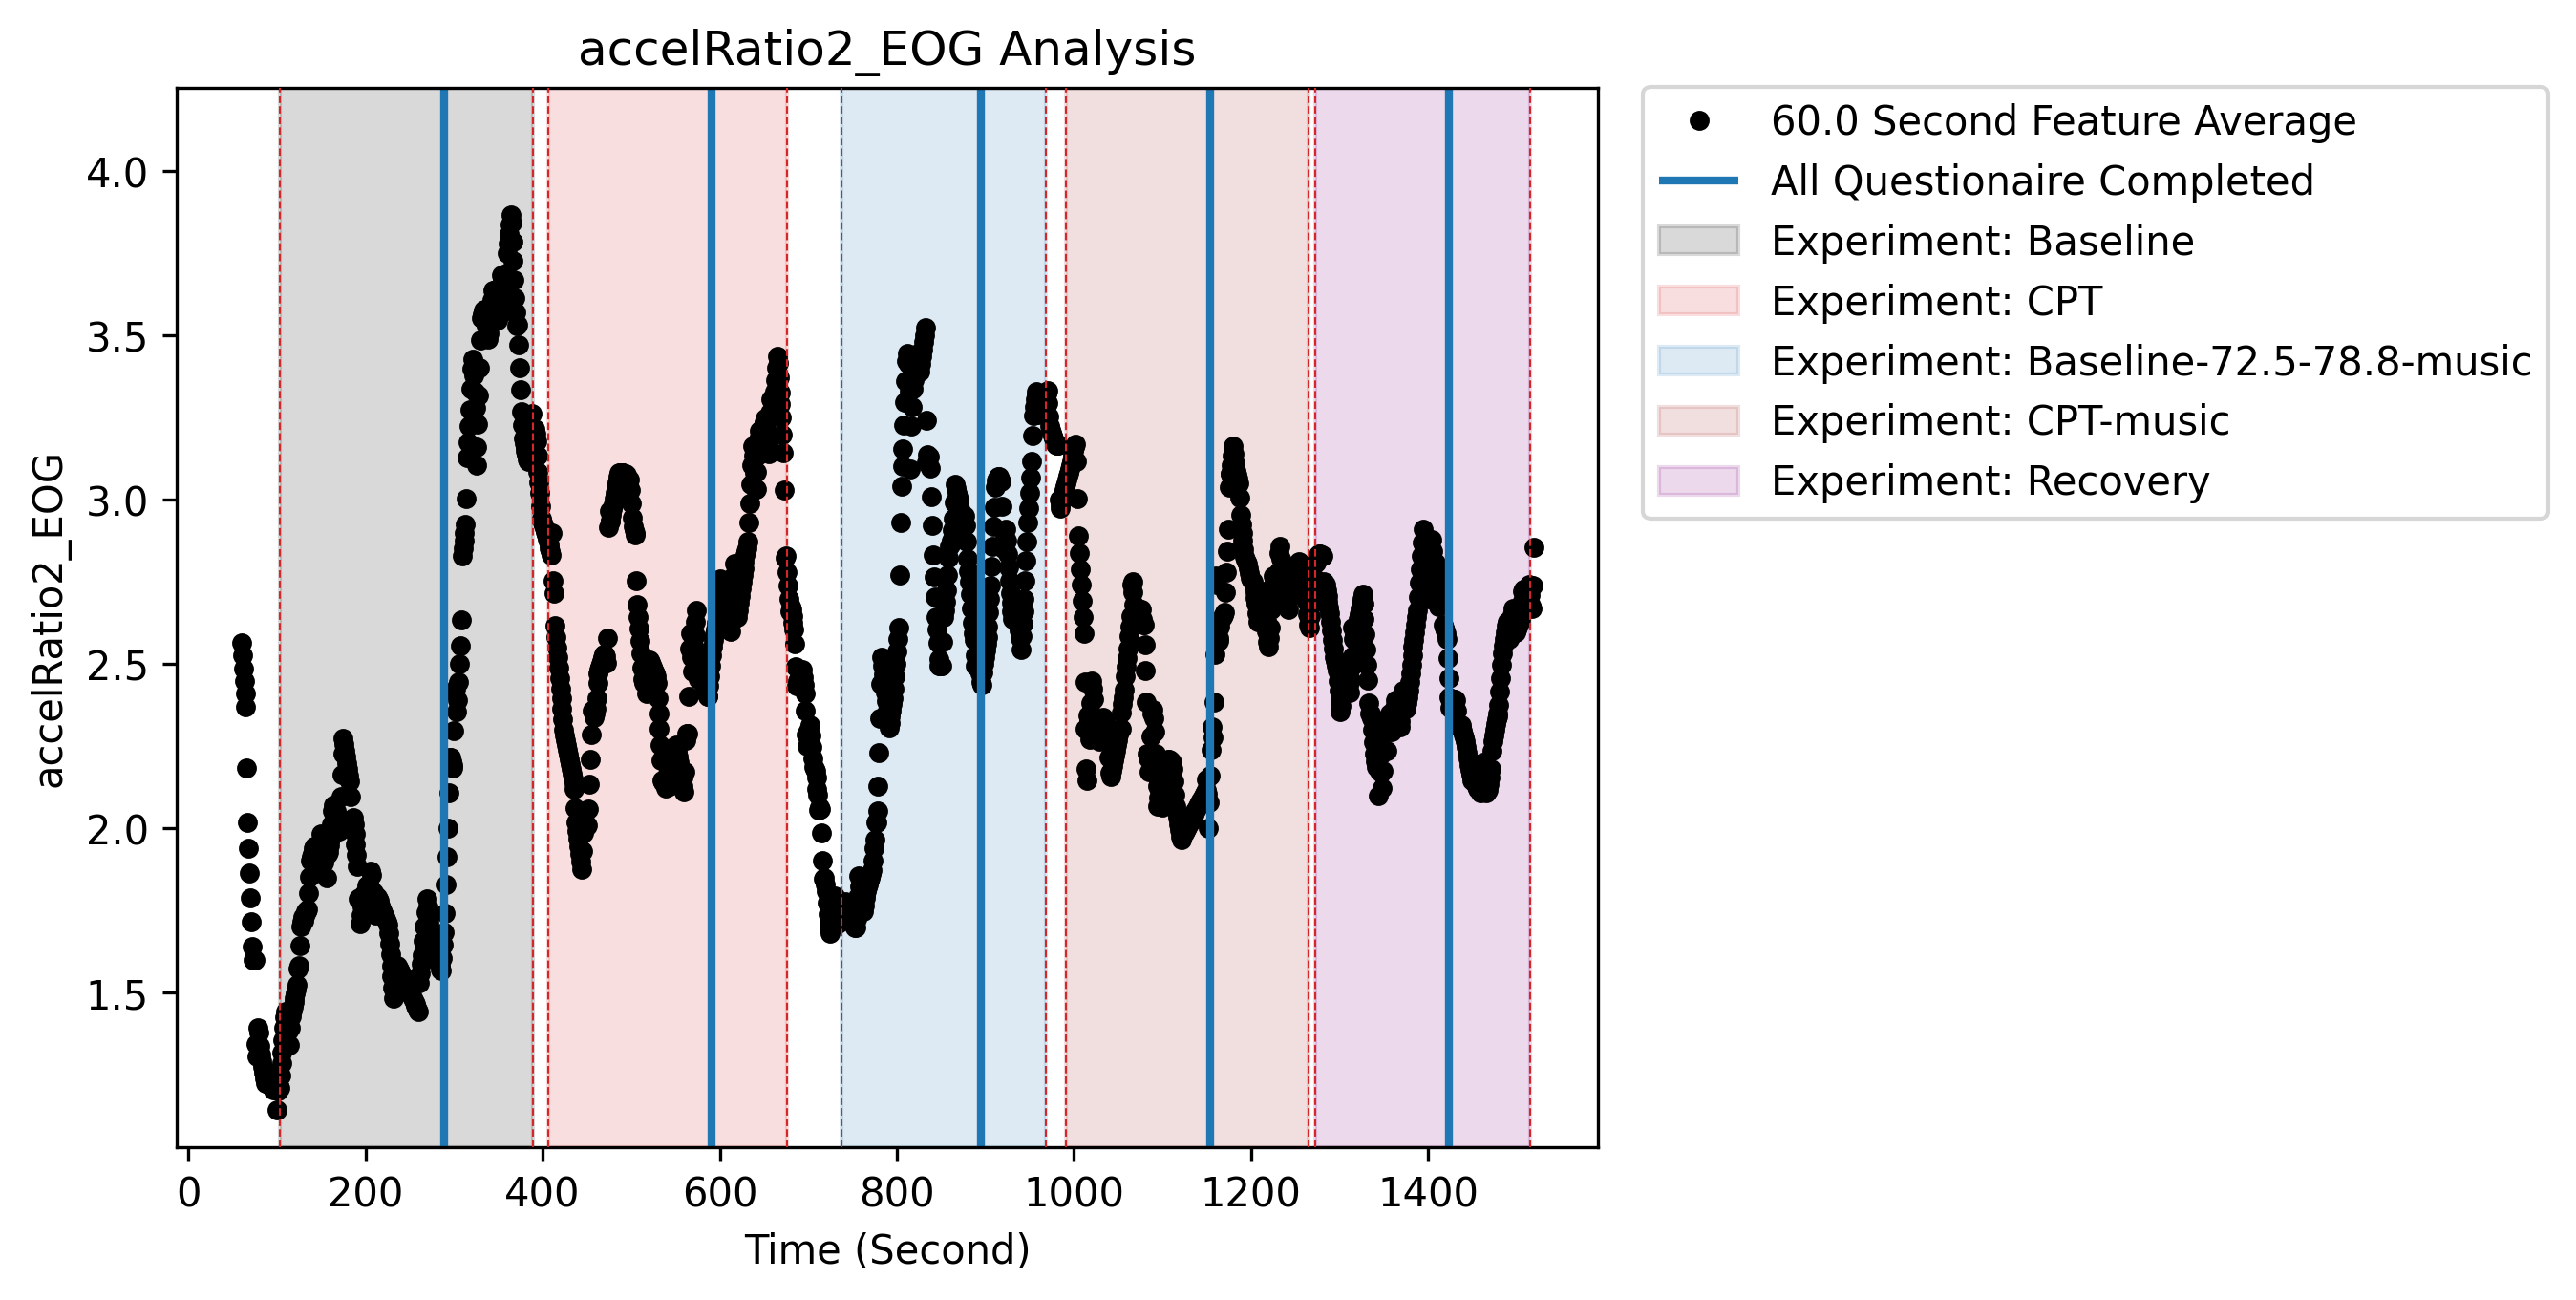 accelRatio2_EOG Analysis
accelRatio2_EOG
4.0
3.5
3.0
2.5
2.0
1.5
0 200 400 600 800 1000 1200 1400
Time (Second)
60.0 Second Feature Average
All Questionaire Completed
Experiment: Baseline
Experiment: CPT
Experiment: Baseline-72.5-78.8-music
Experiment: CPT-music
Experiment: Recovery